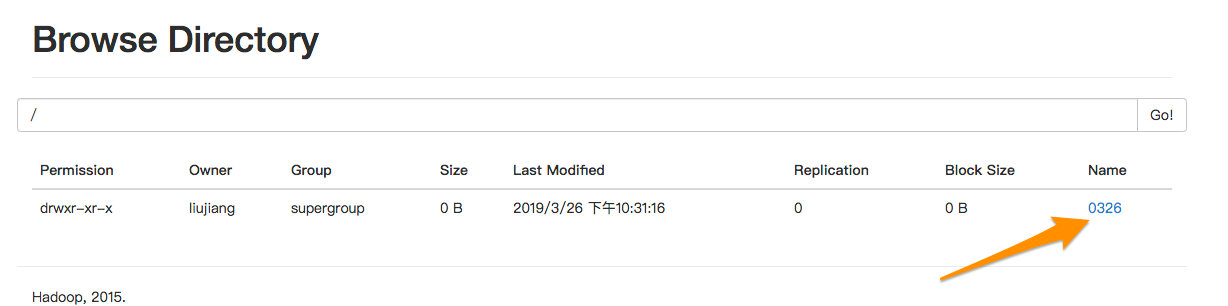 Browse Directory
/ Go!
Permission Owner Group Size Last Modified Replication Block Size Name
drwxr-xr-x liujiang supergroup 0 B 2019/3/26 下午10:31:16 0 0 B 0326
Hadoop, 2015.